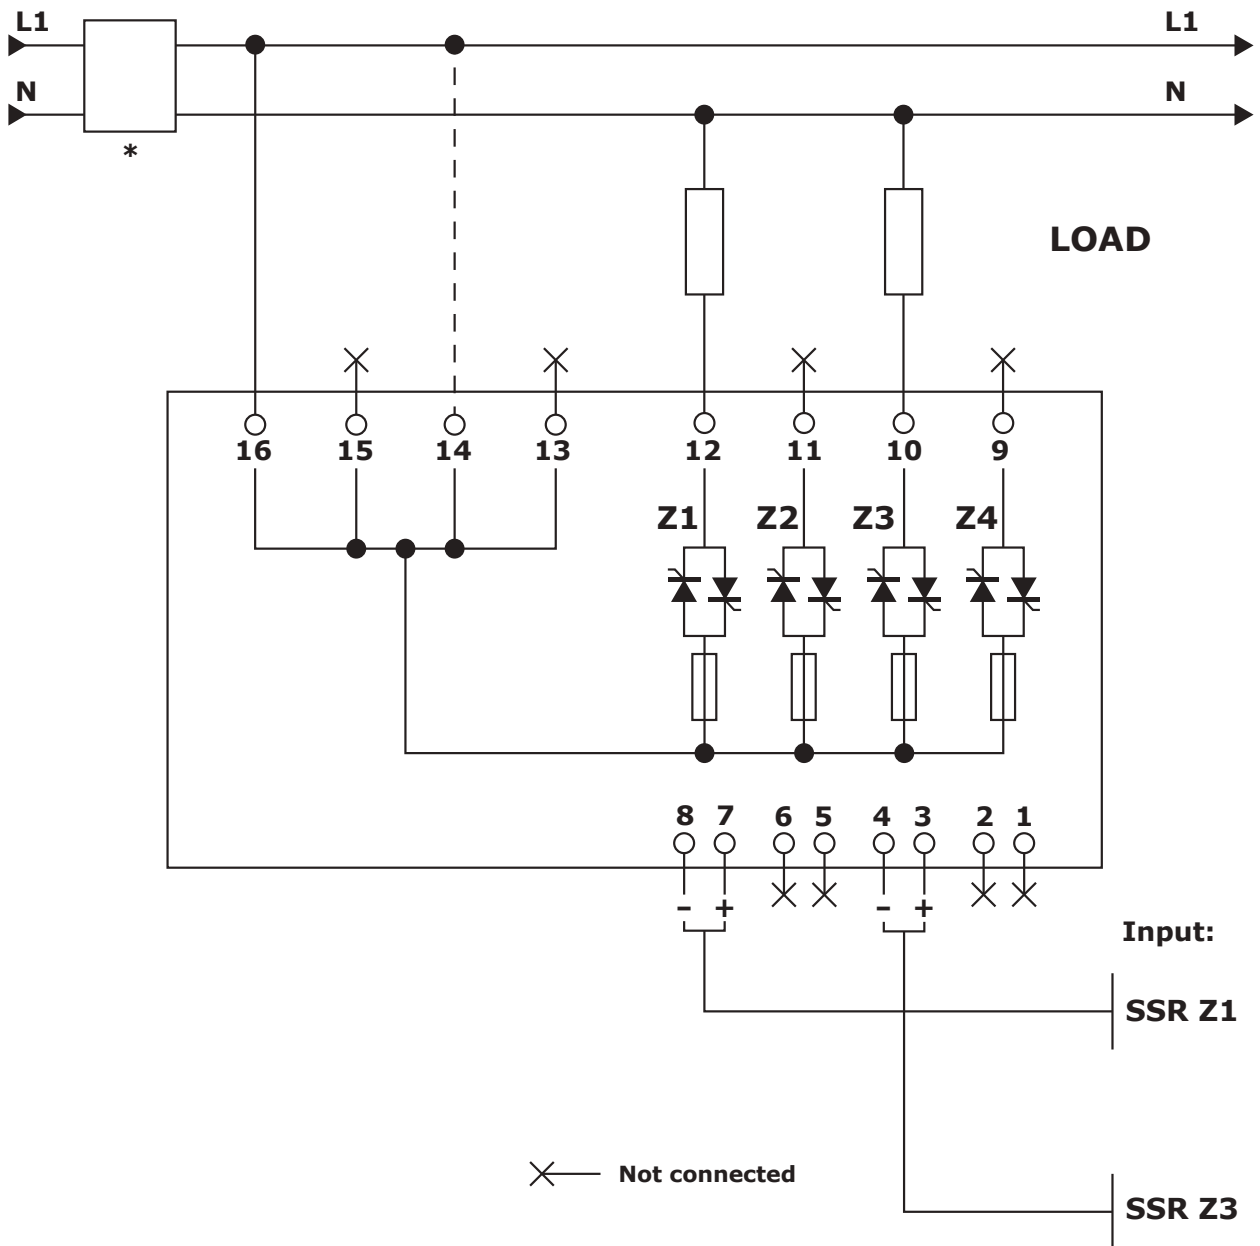 L1 L1
N N
*
LOAD
16 15 14 13 12 11 10 9
Z1 Z2 Z3 Z4
8 7 6 5 4 3 2 1
- + - +
Input:
SSR Z1
Not connected
SSR Z3